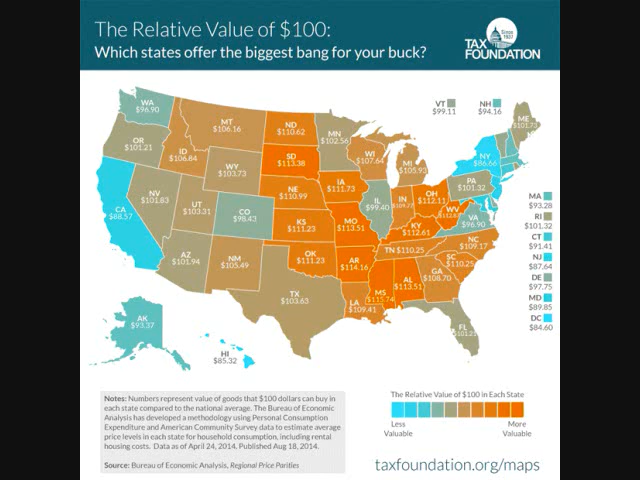 The Relative Value of $100:
Which states offer the biggest bang for your buck?
Since
1937
TAX
FOUNDATION
WA
$96.90
OR
$101.21
CA
$88.57
ID
$106.84
NV
$101.83
MT
$106.16
WY
$103.73
UT
$103.31
AZ
$101.94
CO
$98.43
NM
$105.49
ND
$110.62
SD
$113.38
NE
$110.99
KS
$111.23
OK
$111.23
TX
$103.63
MN
$102.56
IA
$111.73
MO
$113.51
AR
$114.16
LA
$109.41
WI
$107.64
IL
$99.40
MI
$105.93
IN
OH
$112.11
KY
$112.61
TN $110.25
MS
$115.74
AL
$113.51
GA
$108.70
FL
SC
$110.25
NC
$109.17
VA
$96.90
WV
PA
$101.32
NY
$86.66
ME
VT
$99.11
NH
$94.16
MA
$93.28
RI
$101.32
CT
$91.41
NJ
$87.64
DE
$97.75
MD
$89.85
DC
$84.60
AK
$93.37
HI
$85.32
Notes: Numbers represent value of goods that $100 dollars can buy in
each state compared to the national average. The Bureau of Economic
Analysis has developed a methodology using Personal Consumption
Expenditure and American Community Survey data to estimate average
price levels in each state for household consumption, including rental
housing costs. Data as of April 24, 2014. Published Aug 18, 2014.
Source: Bureau of Economic Analysis, Regional Price Parities
The Relative Value of $100 in Each State
Less
Valuable
More
Valuable
taxfoundation.org/maps